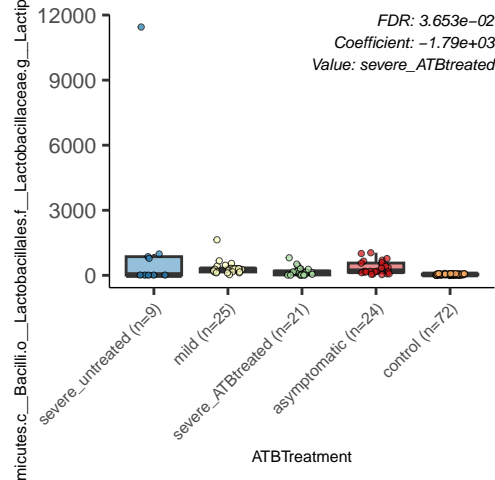 micutes.c__Bacilli.o__Lactobacillales.f__Lactobacillaceae.g__Lactip
12000
9000
6000
3000
0
FDR: 3.653e−02
Coefficient: −1.79e+03
Value: severe_ATBtreated
severe_untreated (n=9)
mild (n=25)
severe_ATBtreated (n=21)
asymptomatic (n=24)
control (n=72)
ATBTreatment